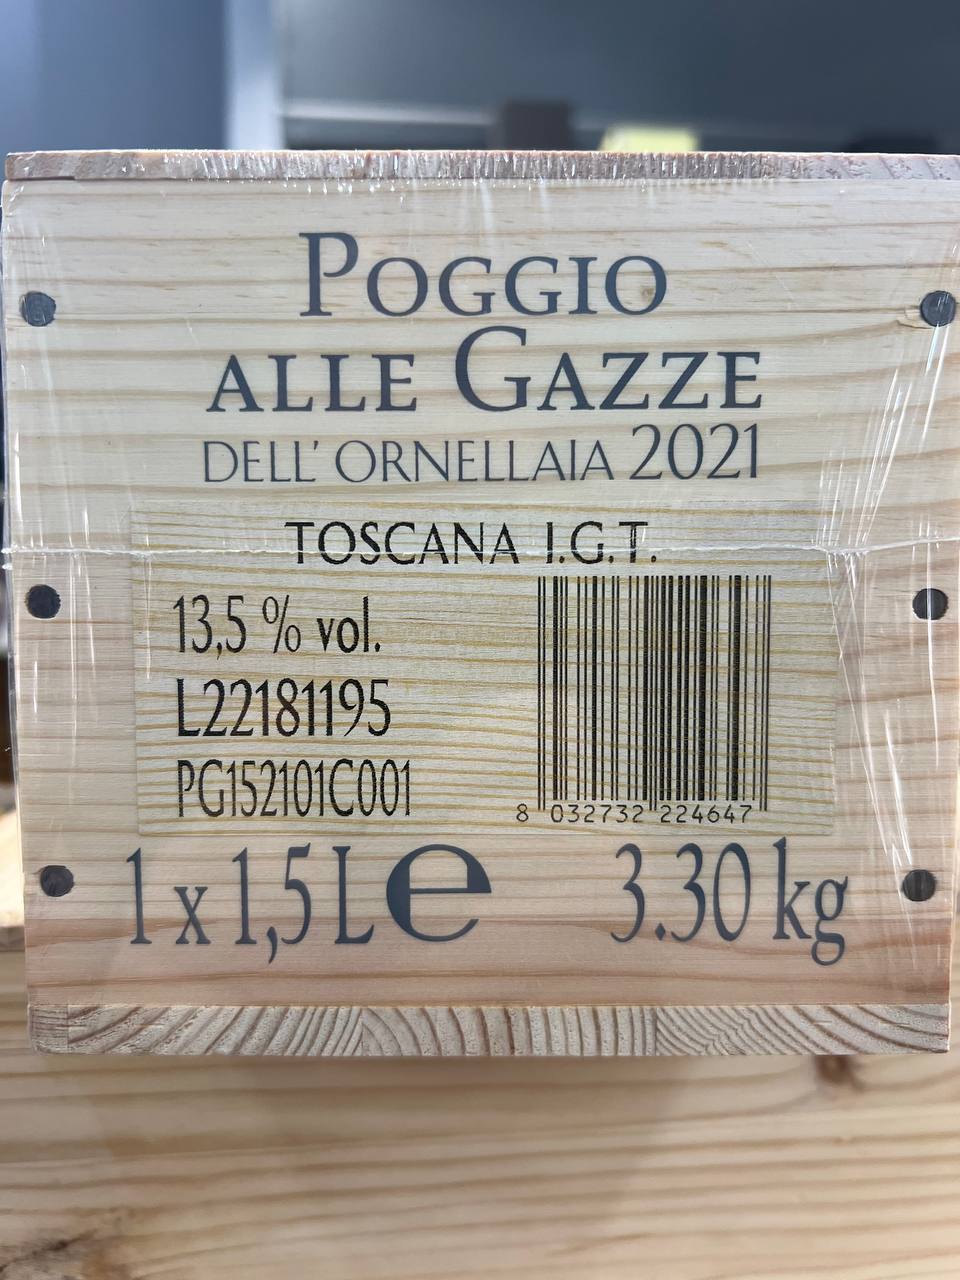 POGGIO
ALLE GAZZE
DELL' ORNELLAIA 2021
TOSCANA I.G.T.
13,5 % vol.
L22181195
PG152101C001
8 032732 224647
1 x 1,5 L e 3.30 kg